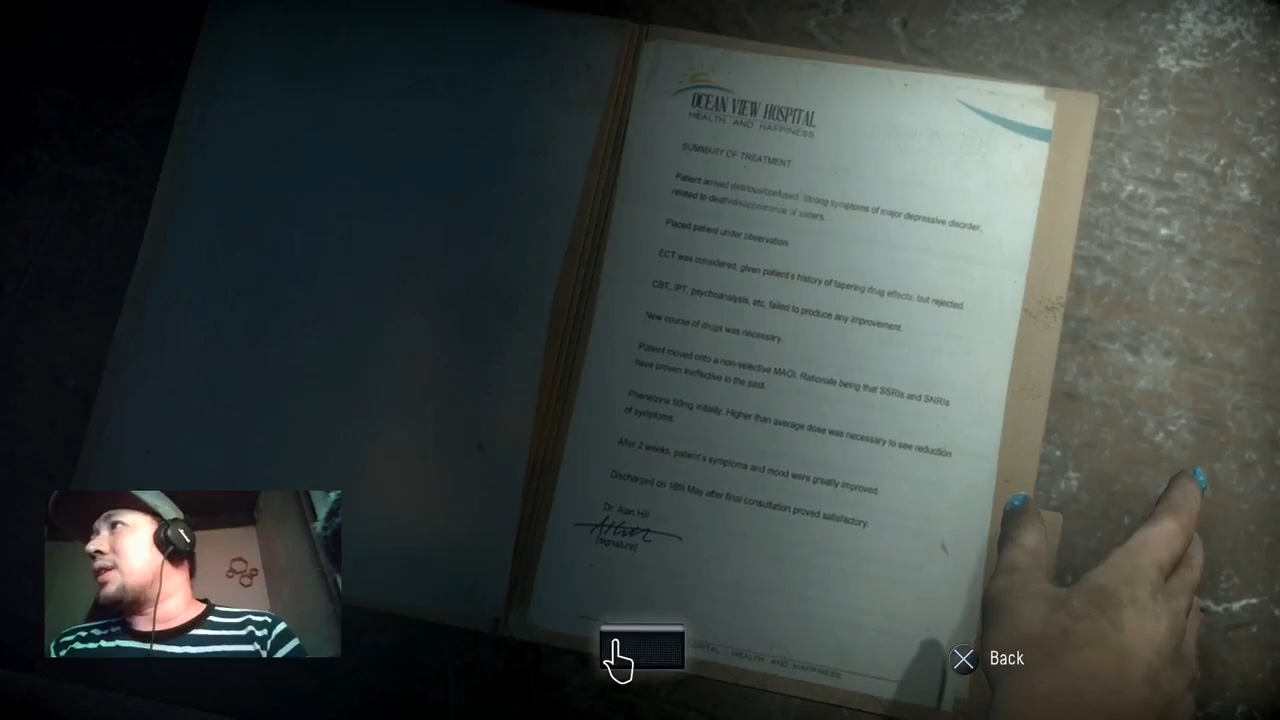 OCEAN VIEW HOSPITAL
HEALTH AND HAPPINESS
SUMMARY OF TREATMENT
Patient arrived delirious/confused. Strong symptoms of major depressive disorder,
related to death/disappearance of sisters.
Placed patient under observation.
ECT was considered, given patient's history of tapering drug effects, but rejected.
CBT, IPT, psychoanalysis, etc, failed to produce any improvement.
New course of drugs was necessary.
Patient moved onto a non-selective MAOI. Rationale being that SSRIs and SNRIs
have proven ineffective in the past.
Phenelzine 60mg initially. Higher than average dose was necessary to see reduction
of symptoms.
After 2 weeks, patient's symptoms and mood were greatly improved.
Discharged on 16th May after final consultation proved satisfactory.
Dr. Alan Hill
[signature]
HEALTH AND HAPPINESS
Back